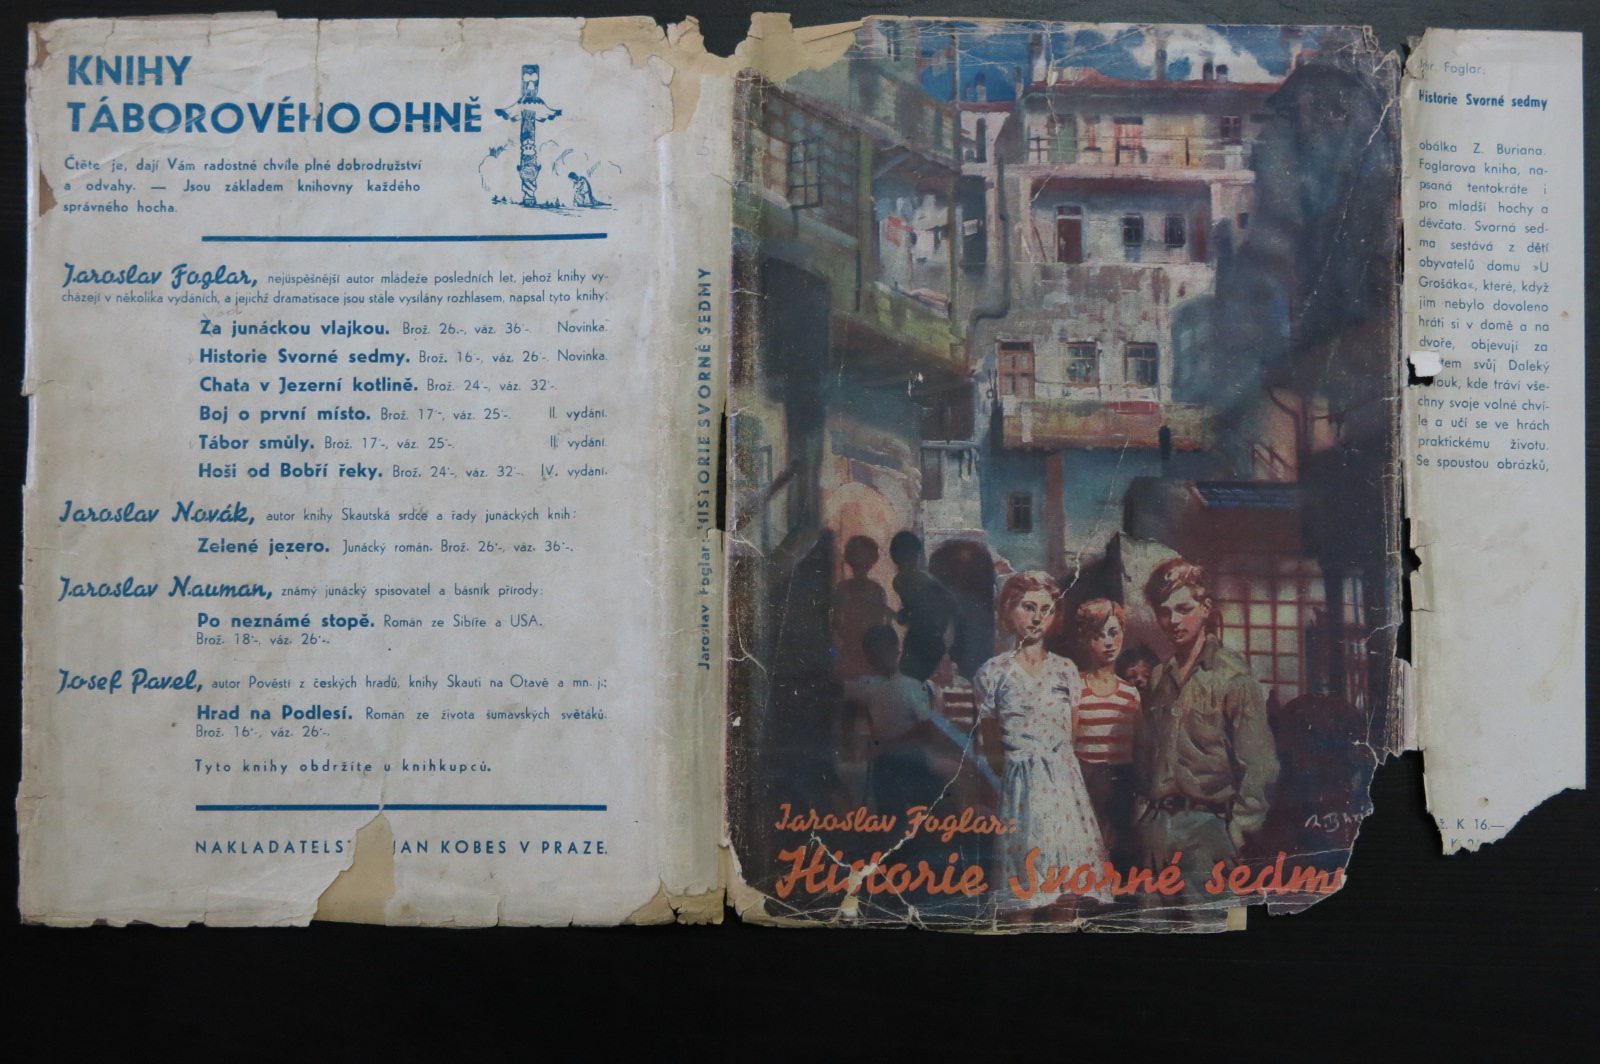 KNIHY
TÁBOROVÉHO OHNĚ
Čtěte je, dají Vám radostné chvíle plné dobrodružství
a odvahy. — Jsou základem knihovny každého
správného hocha.
Jaroslav Foglar, nejúspěšnější autor mládeže posledních let, jehož knihy vy-
cházejí v několika vydáních, a jejichž dramatisace jsou stále vysílány rozhlasem, napsal tyto knihy:
Za junáckou vlajkou. Brož. 26.-, váz. 36·- Novinka.
Historie Svorné sedmy. Brož. 16·-, váz. 26·- Novinka.
Chata v Jezerní kotlině. Brož. 24·-, váz. 32·-.
Boj o první místo. Brož. 17·-, váz. 25·-. II. vydání.
Tábor smůly. Brož. 17·-, váz. 25·-. II. vydání.
Hoši od Bobří řeky. Brož. 24·-, váz. 32·-. IV. vydání.
Jaroslav Novák, autor knihy Skautská srdce a řady junáckých knih:
Zelené jezero. Junácký román. Brož. 26·-, váz. 36·-.
Jaroslav Nauman, známý junácký spisovatel a básník přírody:
Po neznámé stopě. Román ze Sibíře a USA.
Brož. 18·-, váz. 26·-.
Josef Pavel, autor Pověstí z českých hradů, knihy Skauti na Otavě a mn. j.:
Hrad na Podlesí. Román ze života šumavských světáků.
Brož. 16·-, váz. 26·-.
Tyto knihy obdržíte u knihkupců.
NAKLADATELST JAN KOBES V PRAZE.
Jaroslav Foglar: HISTORIE SVORNÉ SEDMY
Jaroslav Foglar:
Historie Svorné sedmy
Foglar:
Historie Svorné sedmy
obálka Z. Buriana.
Foglarova kniha, na-
psaná tentokráte i
pro mladší hochy a
děvčata. Svorná sed-
ma sestává z dětí
obyvatelů domu »U
Grošáka«, které, když
jim nebylo dovoleno
hráti si v domě a na
dvoře, objevují za
tem svůj Daleký
louk, kde tráví vše-
chny svoje volné chví-
le a učí se ve hrách
praktickému životu.
Se spoustou obrázků,
K 16.—